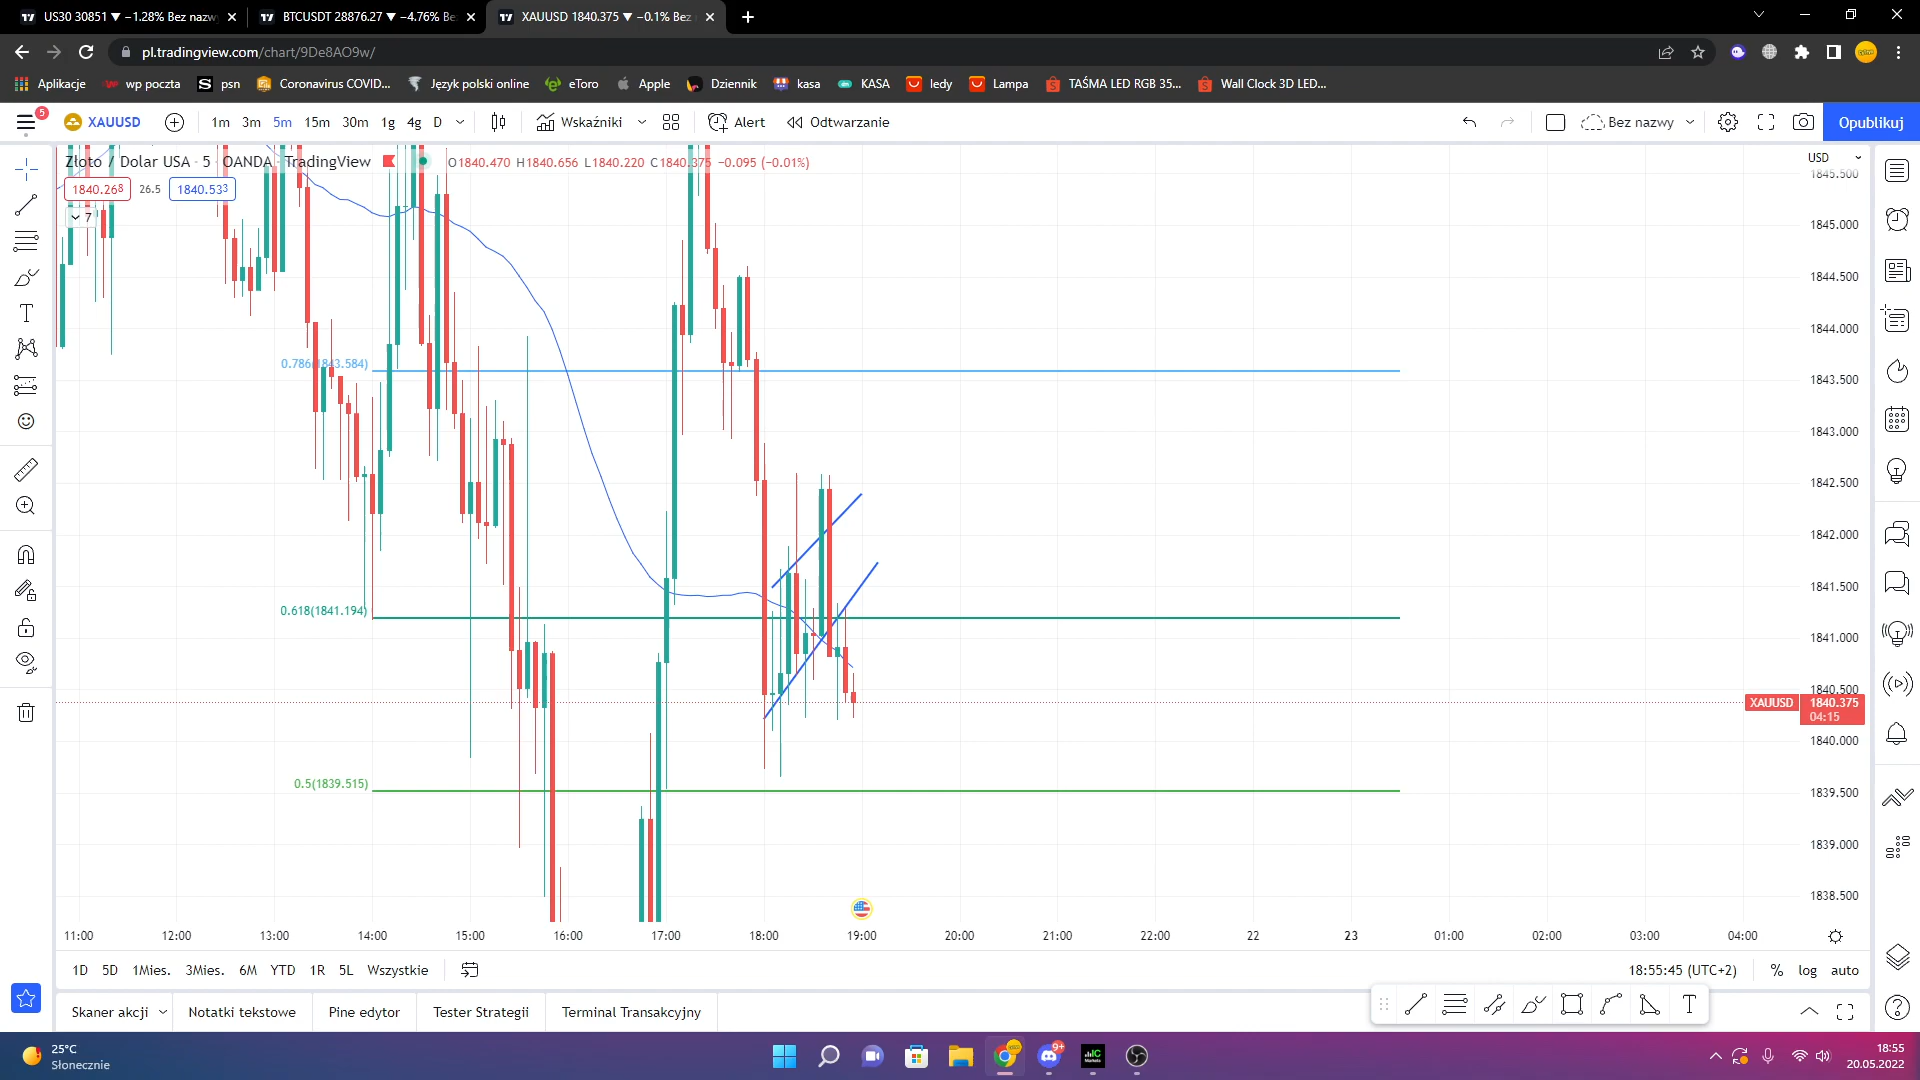 US30 30851 ▼ −1.28% Bez nazw
BTCUSDT 28876.27 ▼ −4.76% Be
XAUUSD 1840.375 ▼ −0.1% Bez
pl.tradingview.com/chart/9De8AO9w/
Aplikacje
wp poczta
psn
Coronavirus COVID...
Język polski online
eToro
Apple
Dziennik
kasa
KASA
ledy
Lampa
TAŚMA LED RGB 35...
Wall Clock 3D LED...
5
XAUUSD
1m 3m 5m 15m 30m 1g 4g D
Wskaźniki
Alert
Odtwarzanie
Bez nazwy
Opublikuj
Złoto / Dolar USA · 5 · OANDA · TradingView
O1840.470 H1840.656 L1840.220 C1840.375 −0.095 (−0.01%)
1840.268 26.5 1840.533
7
USD
1845.500
1845.000
1844.500
1844.000
1843.500
1843.000
1842.500
1842.000
1841.500
1841.000
1840.500
XAUUSD 1840.375
04:15
1840.000
1839.500
1839.000
1838.500
0.786(1843.584)
0.618(1841.194)
0.5(1839.515)
11:00 12:00 13:00 14:00 15:00 16:00 17:00 18:00 19:00 20:00 21:00 22:00 22 23 01:00 02:00 03:00 04:00
1D 5D 1Mies. 3Mies. 6M YTD 1R 5L Wszystkie
18:55:45 (UTC+2)
% log auto
Skaner akcji
Notatki tekstowe
Pine edytor
Tester Strategii
Terminal Transakcyjny
25°C
Słonecznie
9+
18:55
20.05.2022